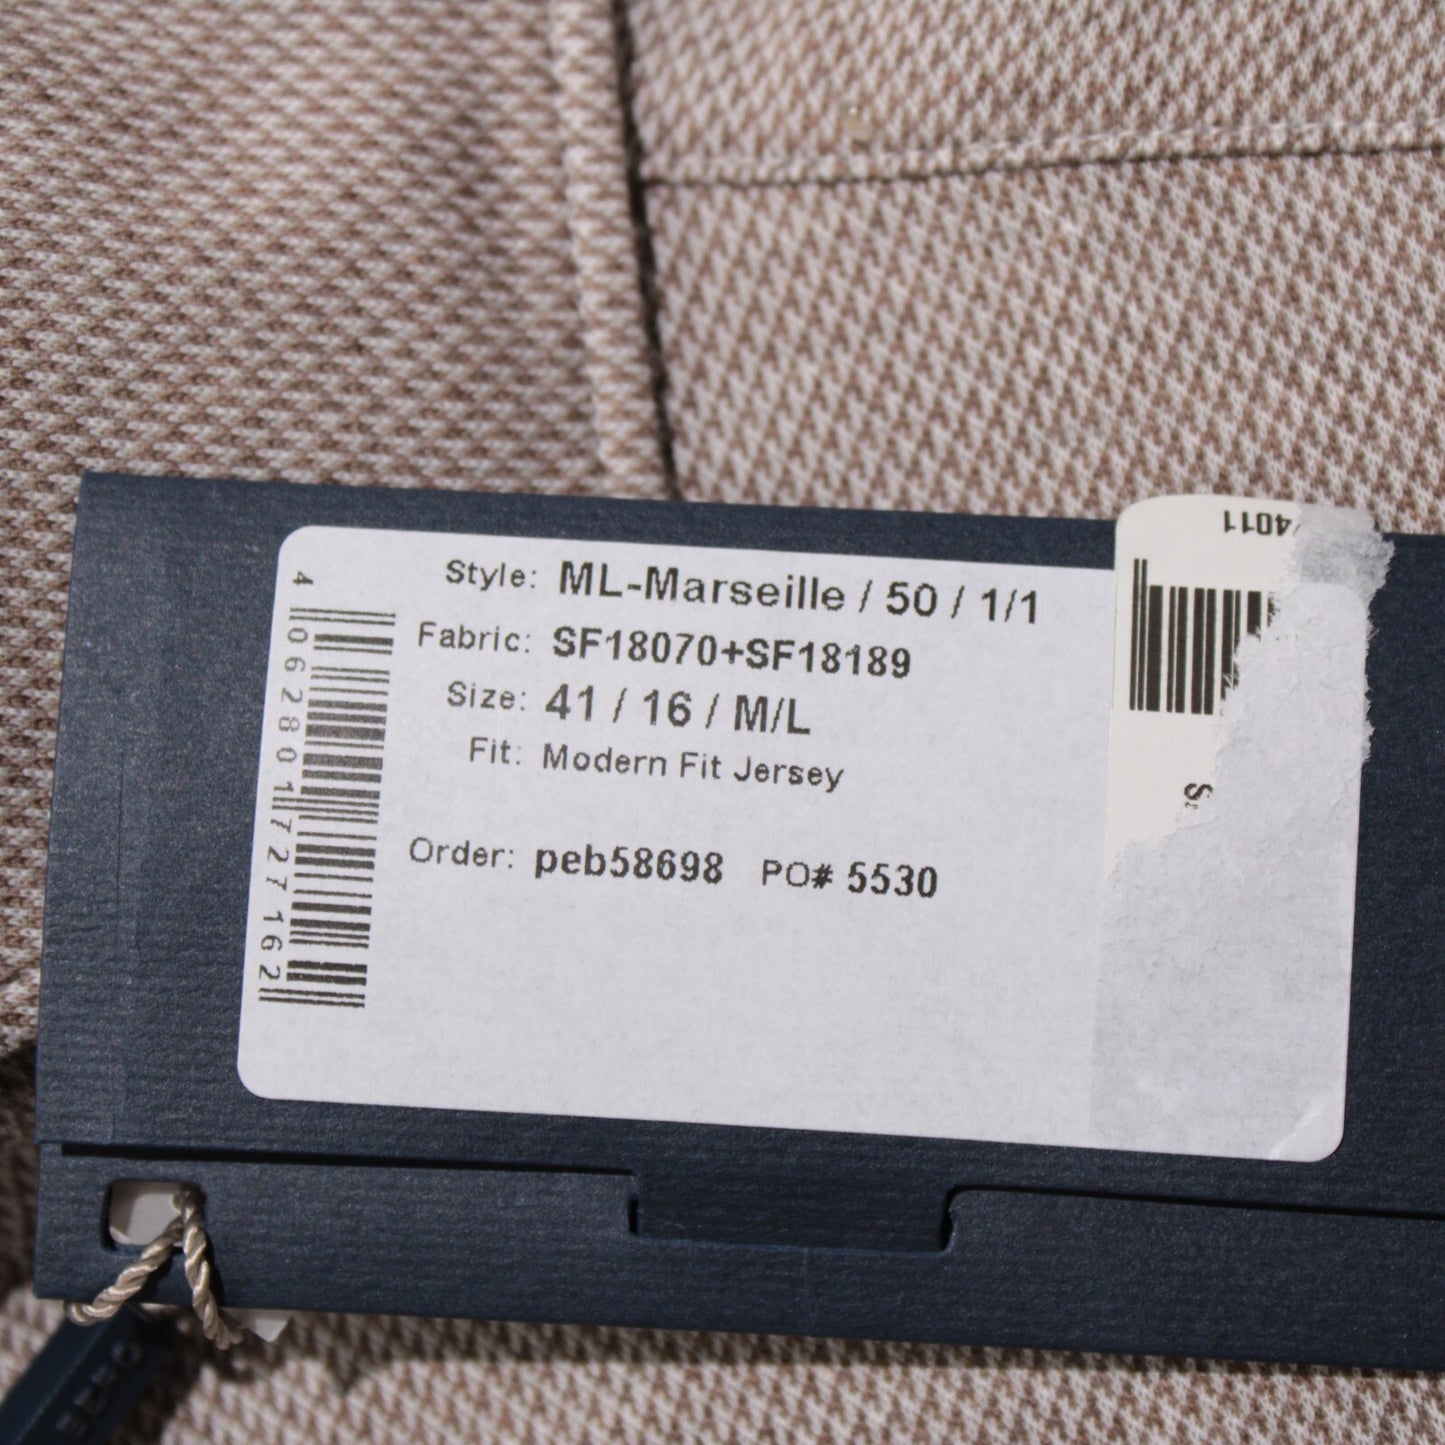 Style: ML-Marseille / 50 / 1/1
Fabric: SF18070+SF18189
Size: 41 / 16 / M/L
Fit: Modern Fit Jersey
Order: peb58698 PO# 5530
4 062801 727162
4011